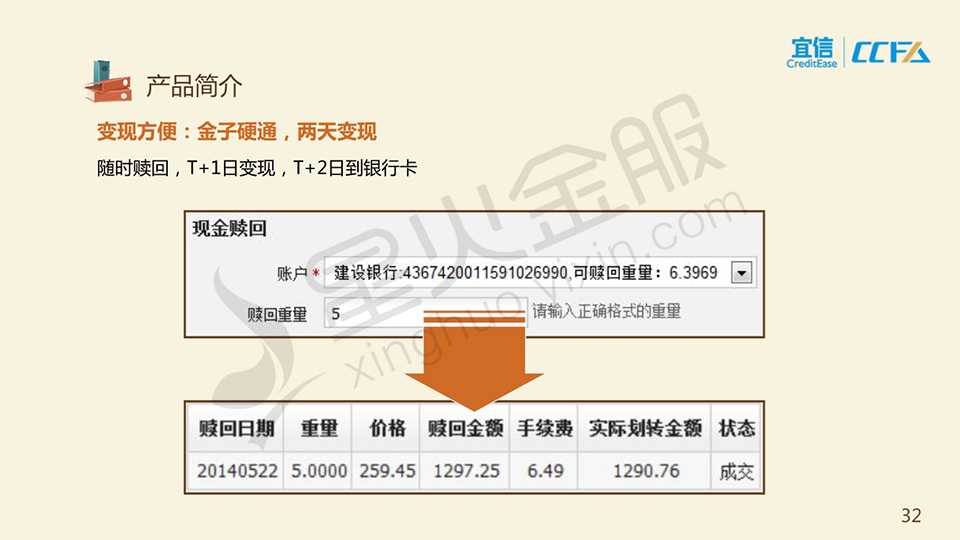 宜信
CreditEase
CCFA
产品简介
变现方便：金子硬通，两天变现
随时赎回，T+1日变现，T+2日到银行卡
现金赎回
账户* 建设银行:4367420011591026990,可赎回重量：6.3969
赎回重量 5 请输入正确格式的重量
星火金服
xinghuo.yixin.com
赎回日期 重量 价格 赎回金额 手续费 实际划转金额 状态
20140522 5.0000 259.45 1297.25 6.49 1290.76 成交
32